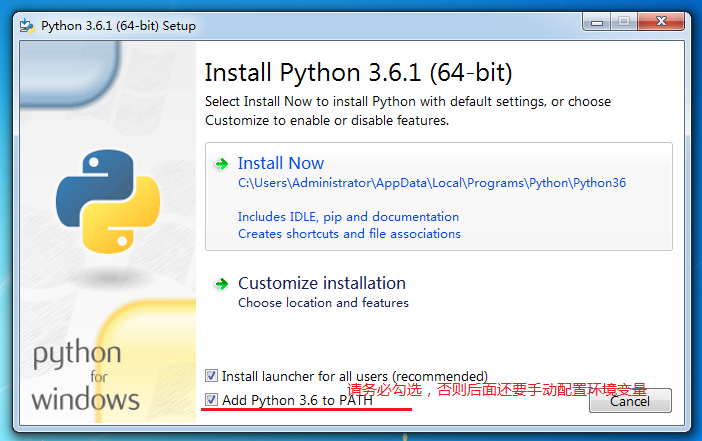 Python 3.6.1 (64-bit) Setup
Install Python 3.6.1 (64-bit)
Select Install Now to install Python with default settings, or choose
Customize to enable or disable features.
Install Now
C:\Users\Administrator\AppData\Local\Programs\Python\Python36
Includes IDLE, pip and documentation
Creates shortcuts and file associations
Customize installation
Choose location and features
python
for
windows
Install launcher for all users (recommended)
请务必勾选，否则后面还要手动配置环境变量
Add Python 3.6 to PATH
Cancel